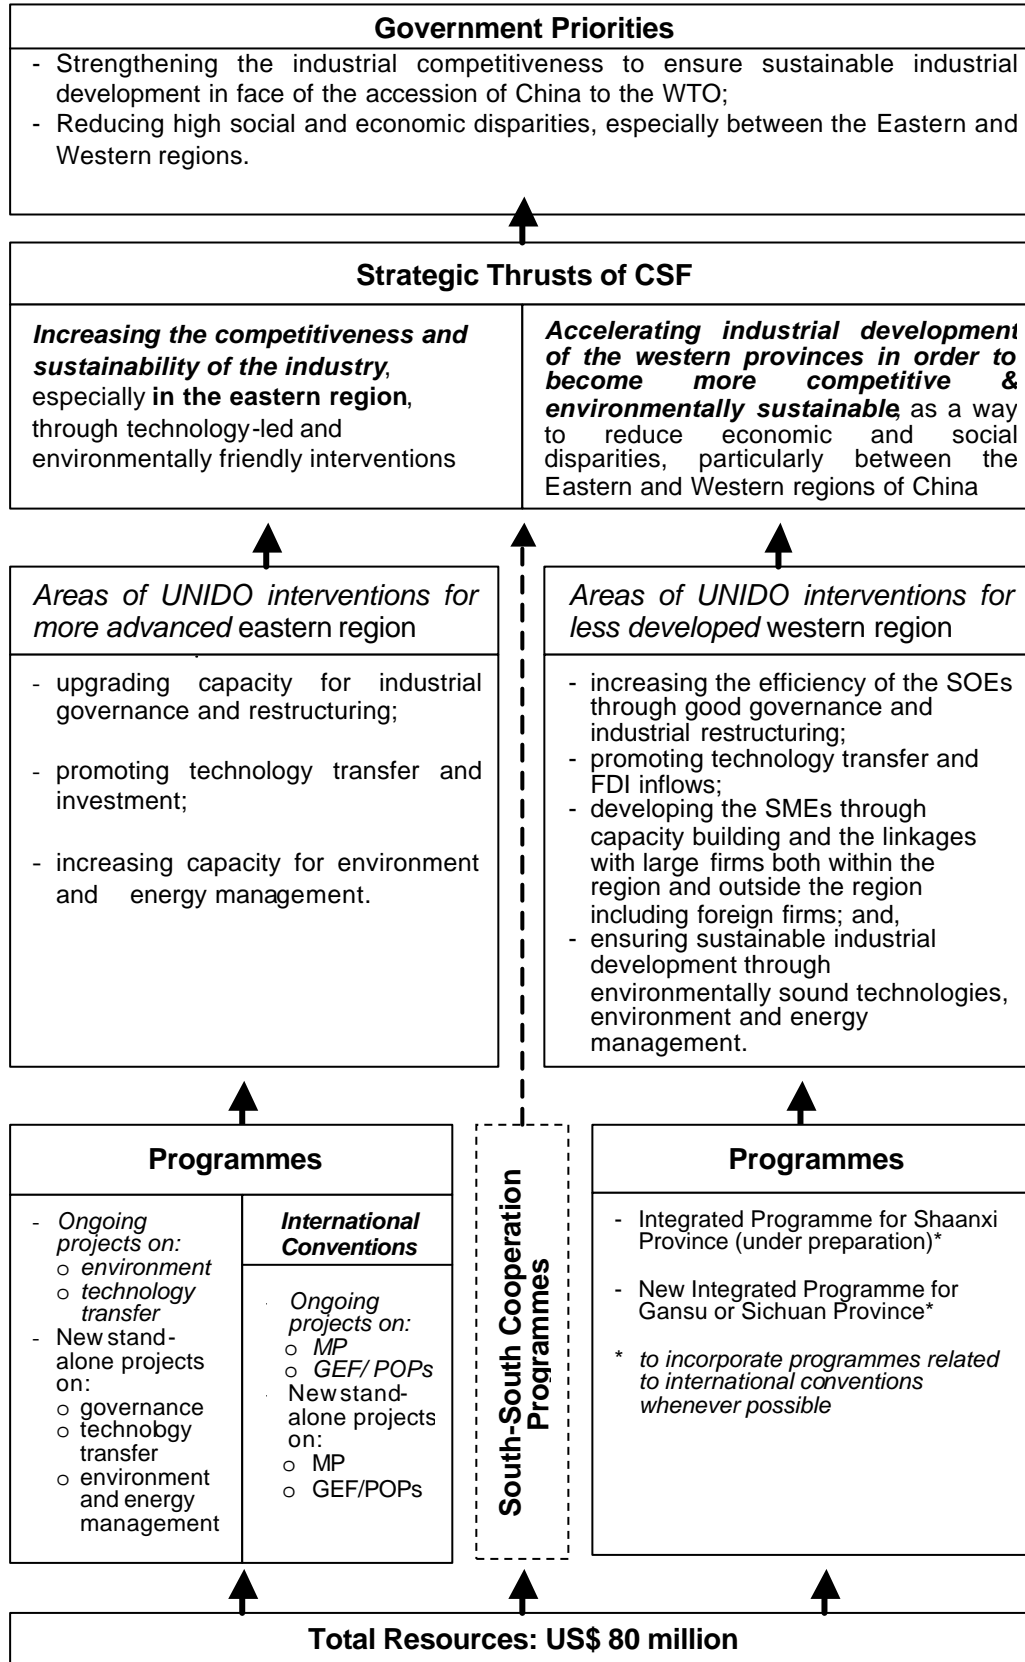 Government Priorities
- Strengthening the industrial competitiveness to ensure sustainable industrial
development in face of the accession of China to the WTO;
- Reducing high social and economic disparities, especially between the Eastern and
Western regions.
Strategic Thrusts of CSF
Increasing the competitiveness and
sustainability of the industry,
especially in the eastern region,
through technology-led and
environmentally friendly interventions
Accelerating industrial development
of the western provinces in order to
become more competitive &
environmentally sustainable, as a way
to reduce economic and social
disparities, particularly between the
Eastern and Western regions of China
Areas of UNIDO interventions for
more advanced eastern region
- upgrading capacity for industrial
governance and restructuring;
- promoting technology transfer and
investment;
- increasing capacity for environment
and energy management.
Areas of UNIDO interventions for
less developed western region
- increasing the efficiency of the SOEs
through good governance and
industrial restructuring;
- promoting technology transfer and
FDI inflows;
- developing the SMEs through
capacity building and the linkages
with large firms both within the
region and outside the region
including foreign firms; and,
- ensuring sustainable industrial
development through
environmentally sound technologies,
environment and energy
management.
Programmes
- Ongoing
projects on:
o environment
o technology
transfer
- New stand-
alone projects
on:
o governance
o technology
transfer
o environment
and energy
management
International
Conventions
- Ongoing
projects on:
o MP
o GEF/ POPs
- New stand-
alone projects
on:
o MP
o GEF/POPs
South-South Cooperation
Programmes
Programmes
- Integrated Programme for Shaanxi
Province (under preparation)*
- New Integrated Programme for
Gansu or Sichuan Province*
* to incorporate programmes related
to international conventions
whenever possible
Total Resources: US$ 80 million